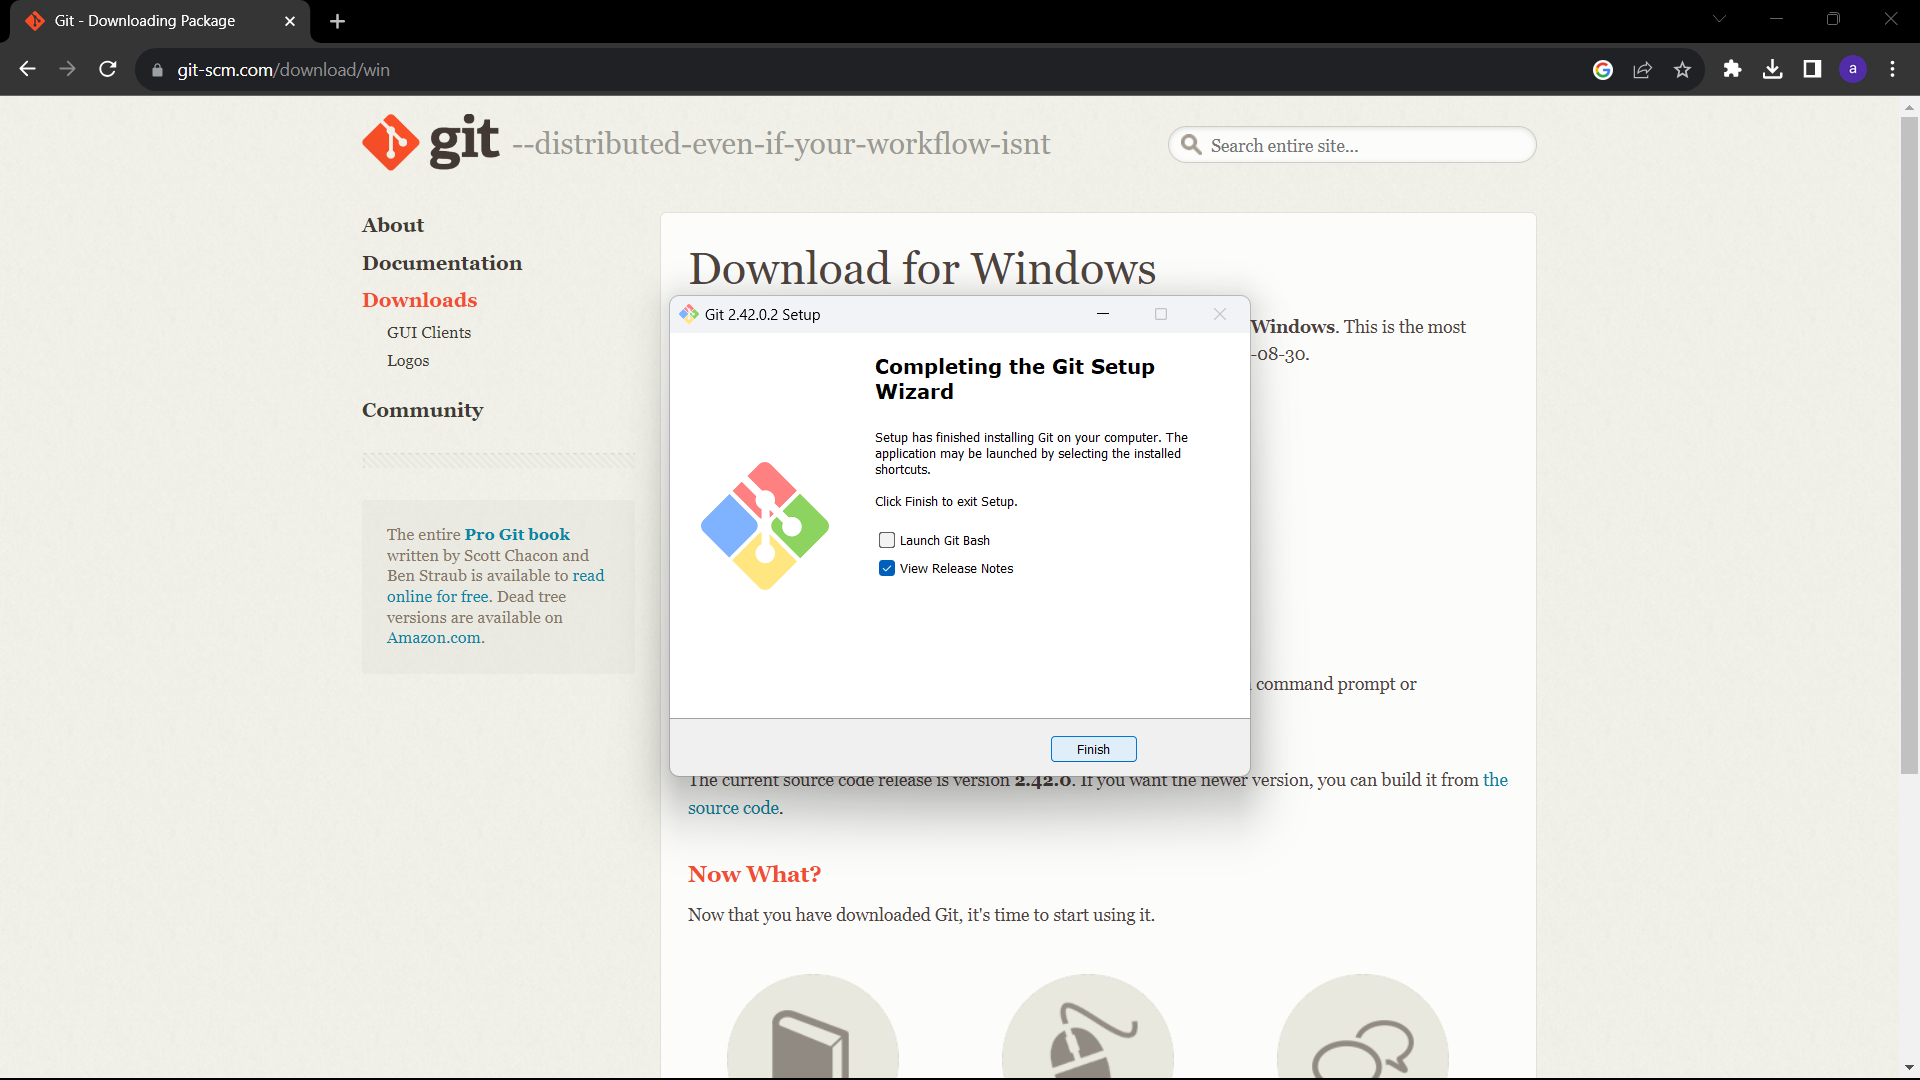 Git - Downloading Package
git-scm.com/download/win
a
git --distributed-even-if-your-workflow-isnt
Search entire site...
About
Documentation
Downloads
GUI Clients
Logos
Community
The entire Pro Git book
written by Scott Chacon and
Ben Straub is available to read
online for free. Dead tree
versions are available on
Amazon.com.
Download for Windows
Windows. This is the most
-08-30.
Git 2.42.0.2 Setup
Completing the Git Setup
Wizard
Setup has finished installing Git on your computer. The
application may be launched by selecting the installed
shortcuts.
Click Finish to exit Setup.
Launch Git Bash
View Release Notes
Finish
command prompt or
The current source code release is version 2.42.0. If you want the newer version, you can build it from the
source code.
Now What?
Now that you have downloaded Git, it's time to start using it.